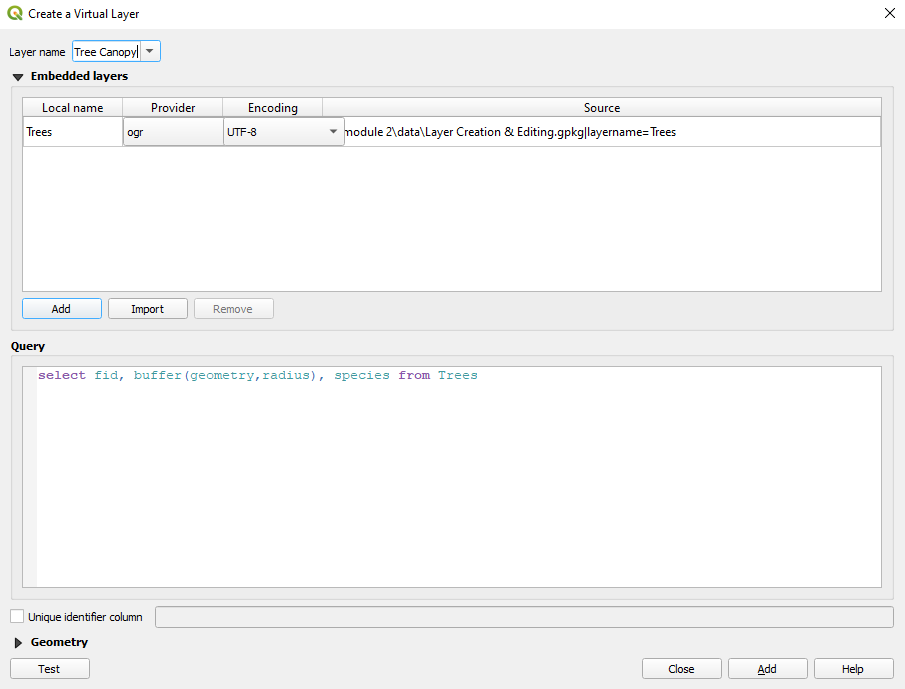 Create a Virtual Layer
Layer name Tree Canopy
Embedded layers
Local name Provider Encoding Source
Trees ogr UTF-8 module 2\data\Layer Creation & Editing.gpkg|layername=Trees
Add Import Remove
Query
select fid, buffer(geometry,radius), species from Trees
Unique identifier column
Geometry
Test Close Add Help